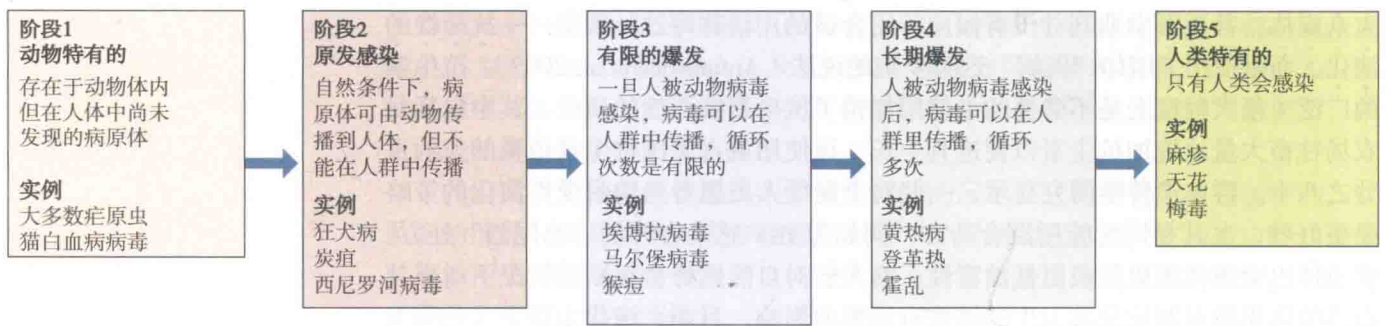 阶段1
动物特有的
存在于动物体内
但在人体中尚未
发现的病原体
实例
大多数疟原虫
猫白血病病毒
阶段2
原发感染
自然条件下，病
原体可由动物传
播到人体，但不
能在人群中传播
实例
狂犬病
炭疽
西尼罗河病毒
阶段3
有限的爆发
一旦人被动物病毒
感染，病毒可以在
人群中传播，循环
次数是有限的
实例
埃博拉病毒
马尔堡病毒
猴痘
阶段4
长期爆发
人被动物病毒感染
后，病毒可以在人
群里传播，循环
多次
实例
黄热病
登革热
霍乱
阶段5
人类特有的
只有人类会感染
实例
麻疹
天花
梅毒